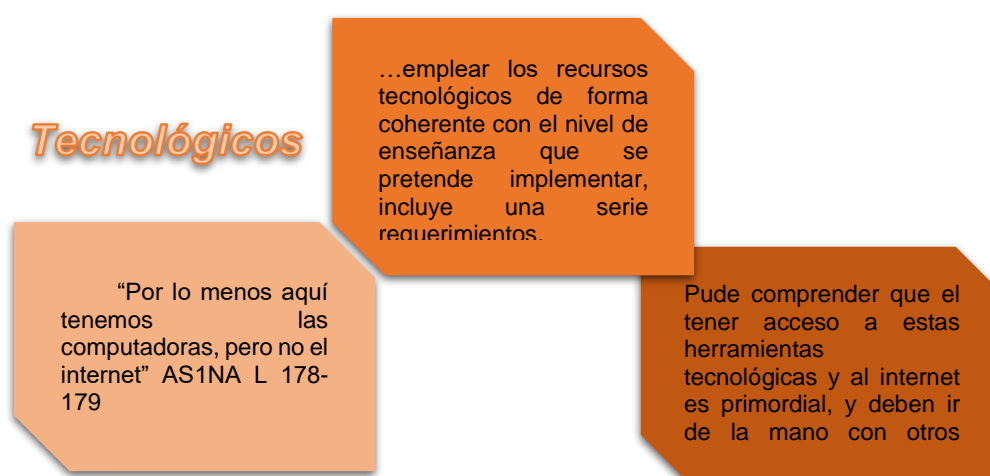 Tecnológicos
…emplear los recursos
tecnológicos de forma
coherente con el nivel de
enseñanza que se
pretende implementar,
incluye una serie
requerimientos.
“Por lo menos aquí
tenemos las
computadoras, pero no el
internet” AS1NA L 178-
179
Pude comprender que el
tener acceso a estas
herramientas
tecnológicas y al internet
es primordial, y deben ir
de la mano con otros